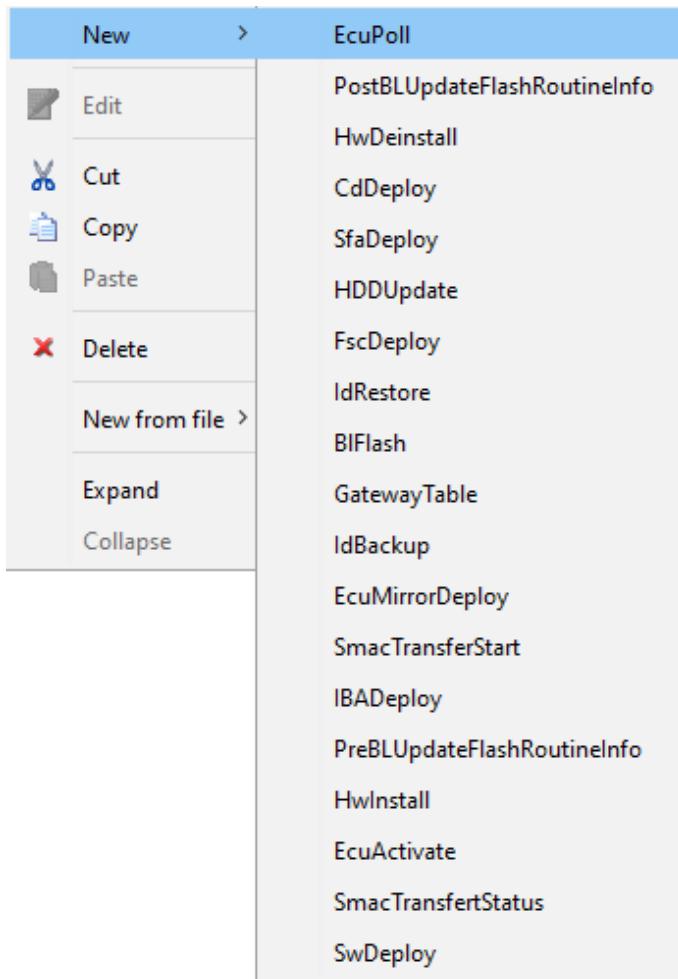 New
Edit
Cut
Copy
Paste
Delete
New from file
Expand
Collapse
EcuPoll
PostBLUpdateFlashRoutineInfo
HwDeinstall
CdDeploy
SfaDeploy
HDDUpdate
FscDeploy
IdRestore
BlFlash
GatewayTable
IdBackup
EcuMirrorDeploy
SmacTransferStart
IBADeploy
PreBLUpdateFlashRoutineInfo
HwInstall
EcuActivate
SmacTransfertStatus
SwDeploy